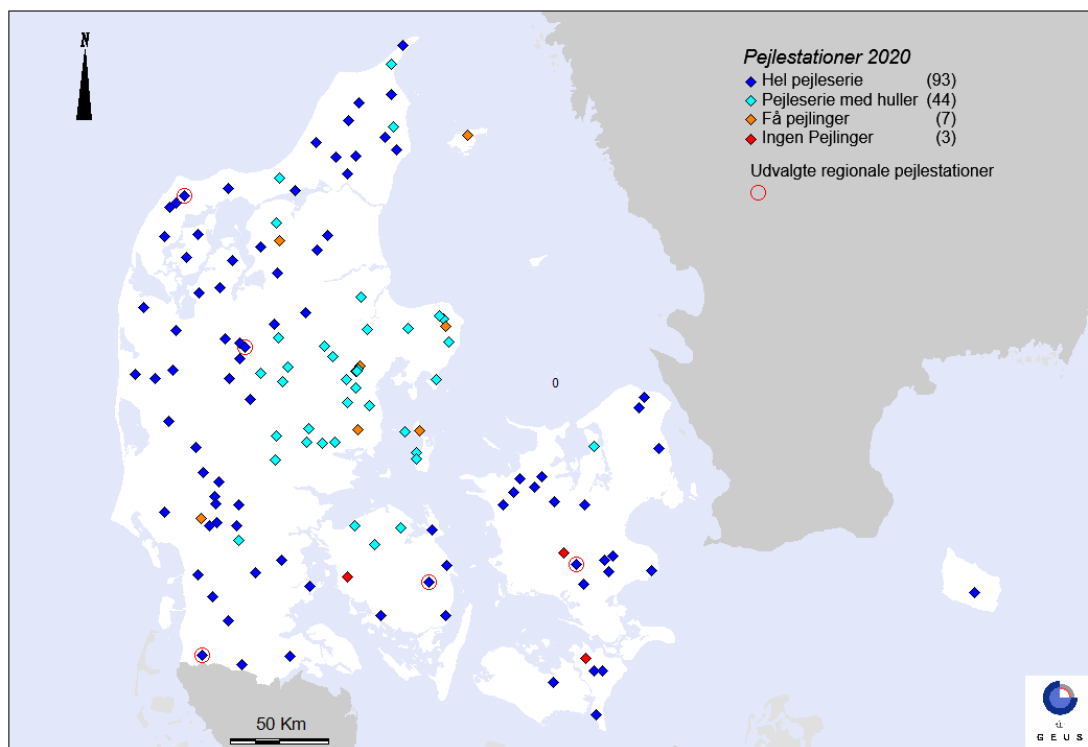 N
Pejlestationer 2020
Hel pejleserie (93)
Pejleserie med huller (44)
Få pejlinger (7)
Ingen Pejlinger (3)
Udvalgte regionale pejlestationer
0
50 Km
G E U S